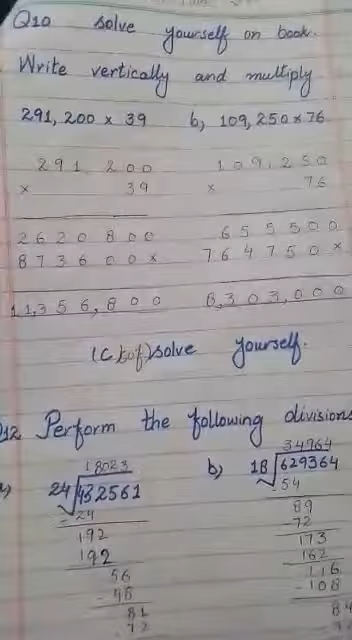 Q10 solve yourself on book.
Write vertically and multiply
291,200 x 39 b) 109,250 x 76
291,200 109,250
x 39 x 76
2620800 655500
873600x 764750x
11,356,800 8,303,000
(c to f) solve yourself.
Q12 Perform the following divisions
18023 34964
a) 24 432561 b) 18 629364
-24 -54
192 89
192 -72
56 173
-48 162
81 116
-72 -108
84